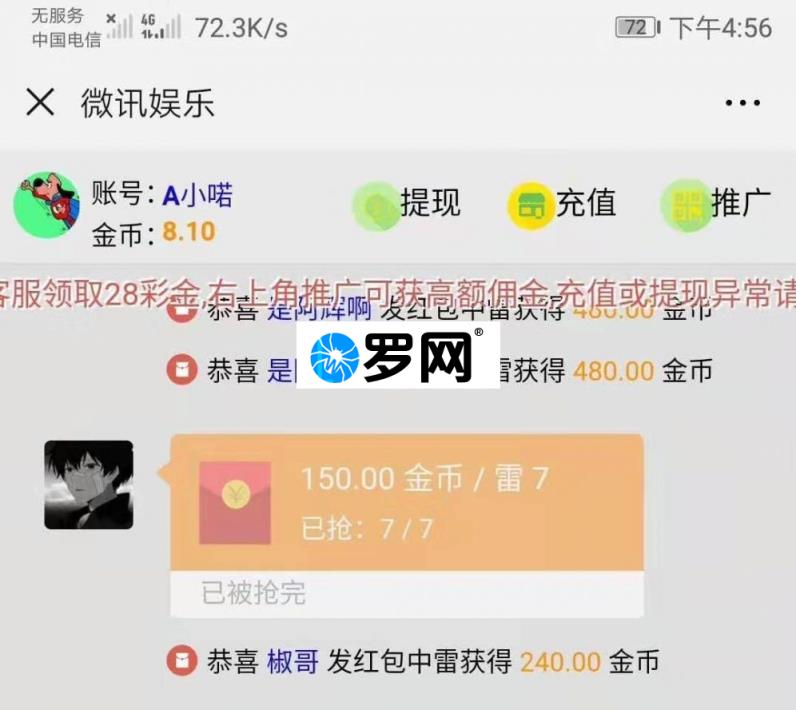 无服务
中国电信
4G
72.3K/s
72
下午4:56
微讯娱乐
账号：A小喏
金币：8.10
提现
充值
推广
客服领取28彩金,右上角推广可获高额佣金,充值或提现异常请
恭喜 是阿辉啊 发红包中雷获得 480.00 金币
罗网®
恭喜 是 雷获得 480.00 金币
150.00 金币 / 雷 7
已抢：7 / 7
已被抢完
恭喜 椒哥 发红包中雷获得 240.00 金币